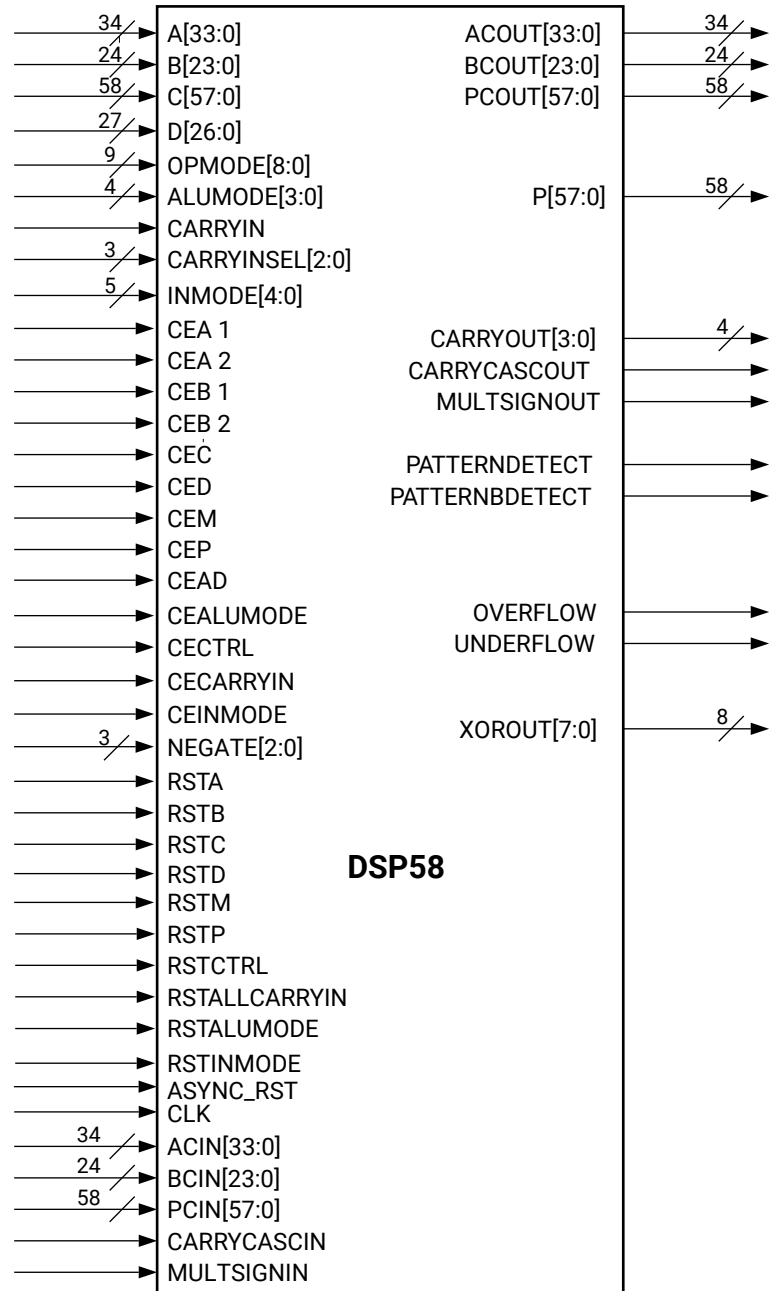 34 A[33:0] ACOUT[33:0] 34
24 B[23:0] BCOUT[23:0] 24
58 C[57:0] PCOUT[57:0] 58
27 D[26:0]
9 OPMODE[8:0]
4 ALUMODE[3:0] P[57:0] 58
CARRYIN
3 CARRYINSEL[2:0]
5 INMODE[4:0]
CEA 1
CARRYOUT[3:0] 4
CEA 2
CARRYCASCOUT
CEB 1
MULTSIGNOUT
CEB 2
CEC
PATTERNDETECT
CED
PATTERNBDETECT
CEM
CEP
CEAD
CEALUMODE OVERFLOW
CECTRL UNDERFLOW
CECARRYIN
CEINMODE
XOROUT[7:0] 8
3 NEGATE[2:0]
RSTA
RSTB
RSTC
DSP58
RSTD
RSTM
RSTP
RSTCTRL
RSTALLCARRYIN
RSTALUMODE
RSTINMODE
ASYNC_RST
CLK
34 ACIN[33:0]
24 BCIN[23:0]
58 PCIN[57:0]
CARRYCASCIN
MULTSIGNIN